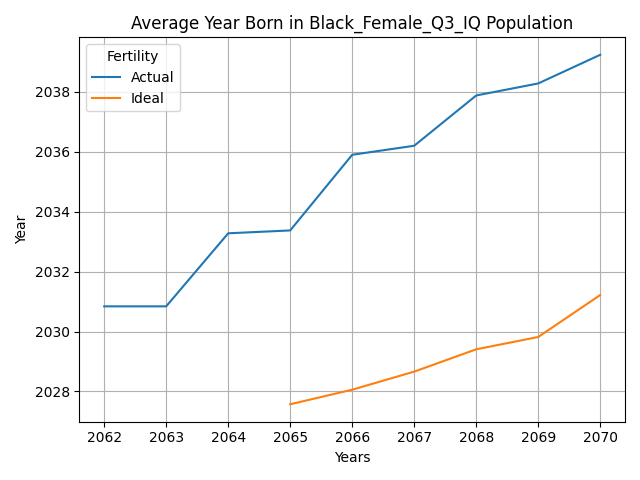 Average Year Born in Black_Female_Q3_IQ Population
Fertility
Actual
Ideal
Year
2038
2036
2034
2032
2030
2028
2062 2063 2064 2065 2066 2067 2068 2069 2070
Years